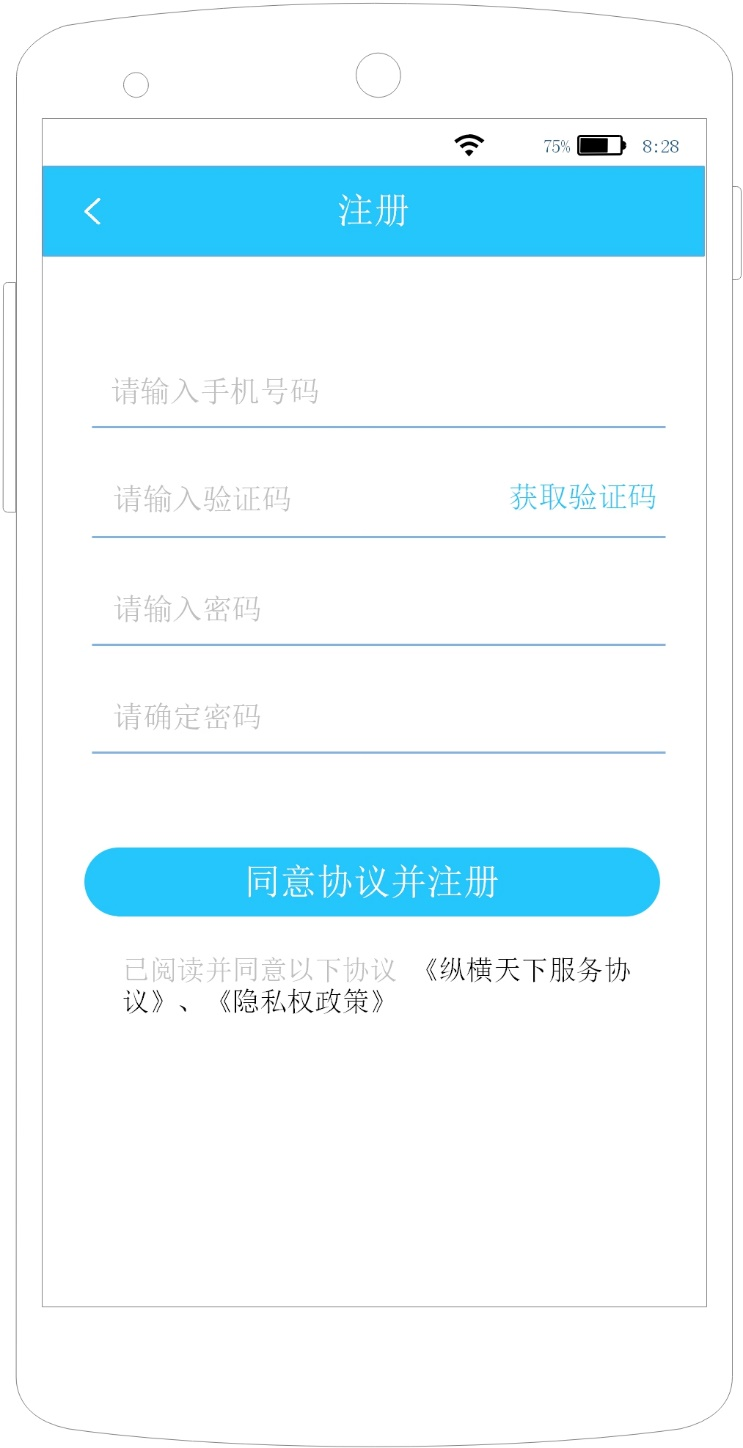 75% 8:28
注册
请输入手机号码
请输入验证码 获取验证码
请输入密码
请确定密码
同意协议并注册
已阅读并同意以下协议 《纵横天下服务协
议》、《隐私权政策》